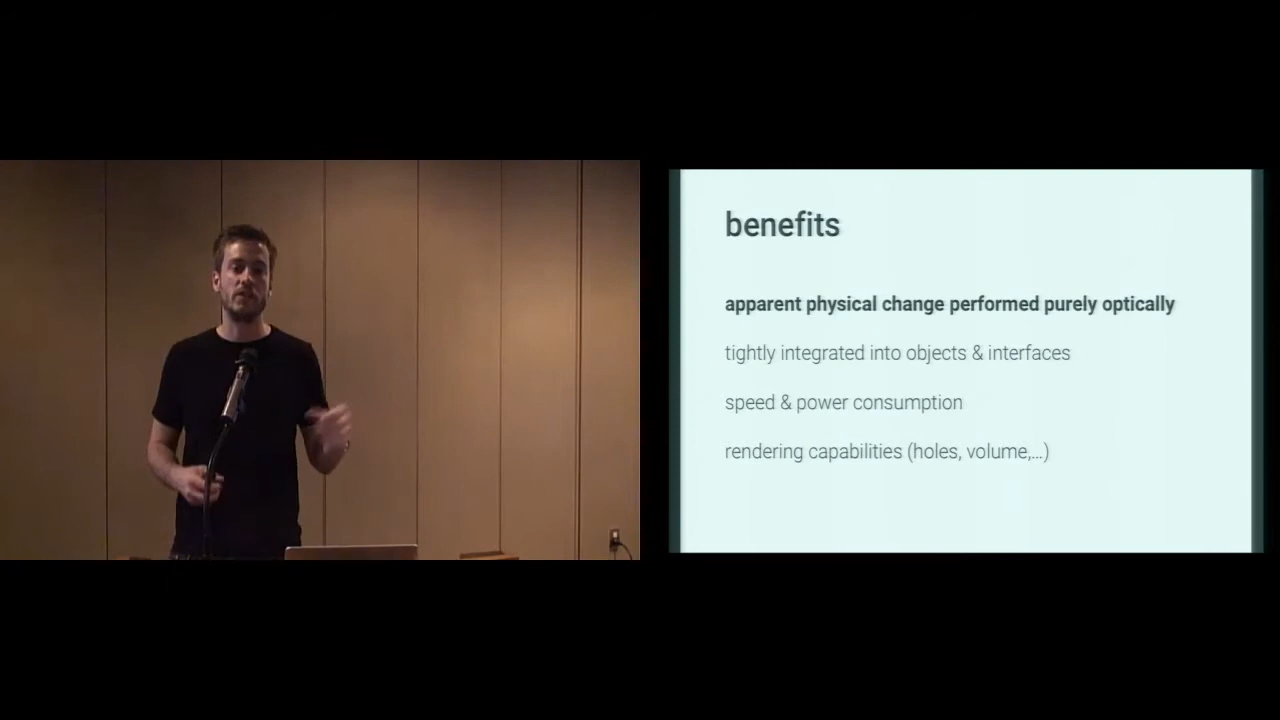 benefits
apparent physical change performed purely optically
tightly integrated into objects & interfaces
speed & power consumption
rendering capabilities (holes, volume,...)